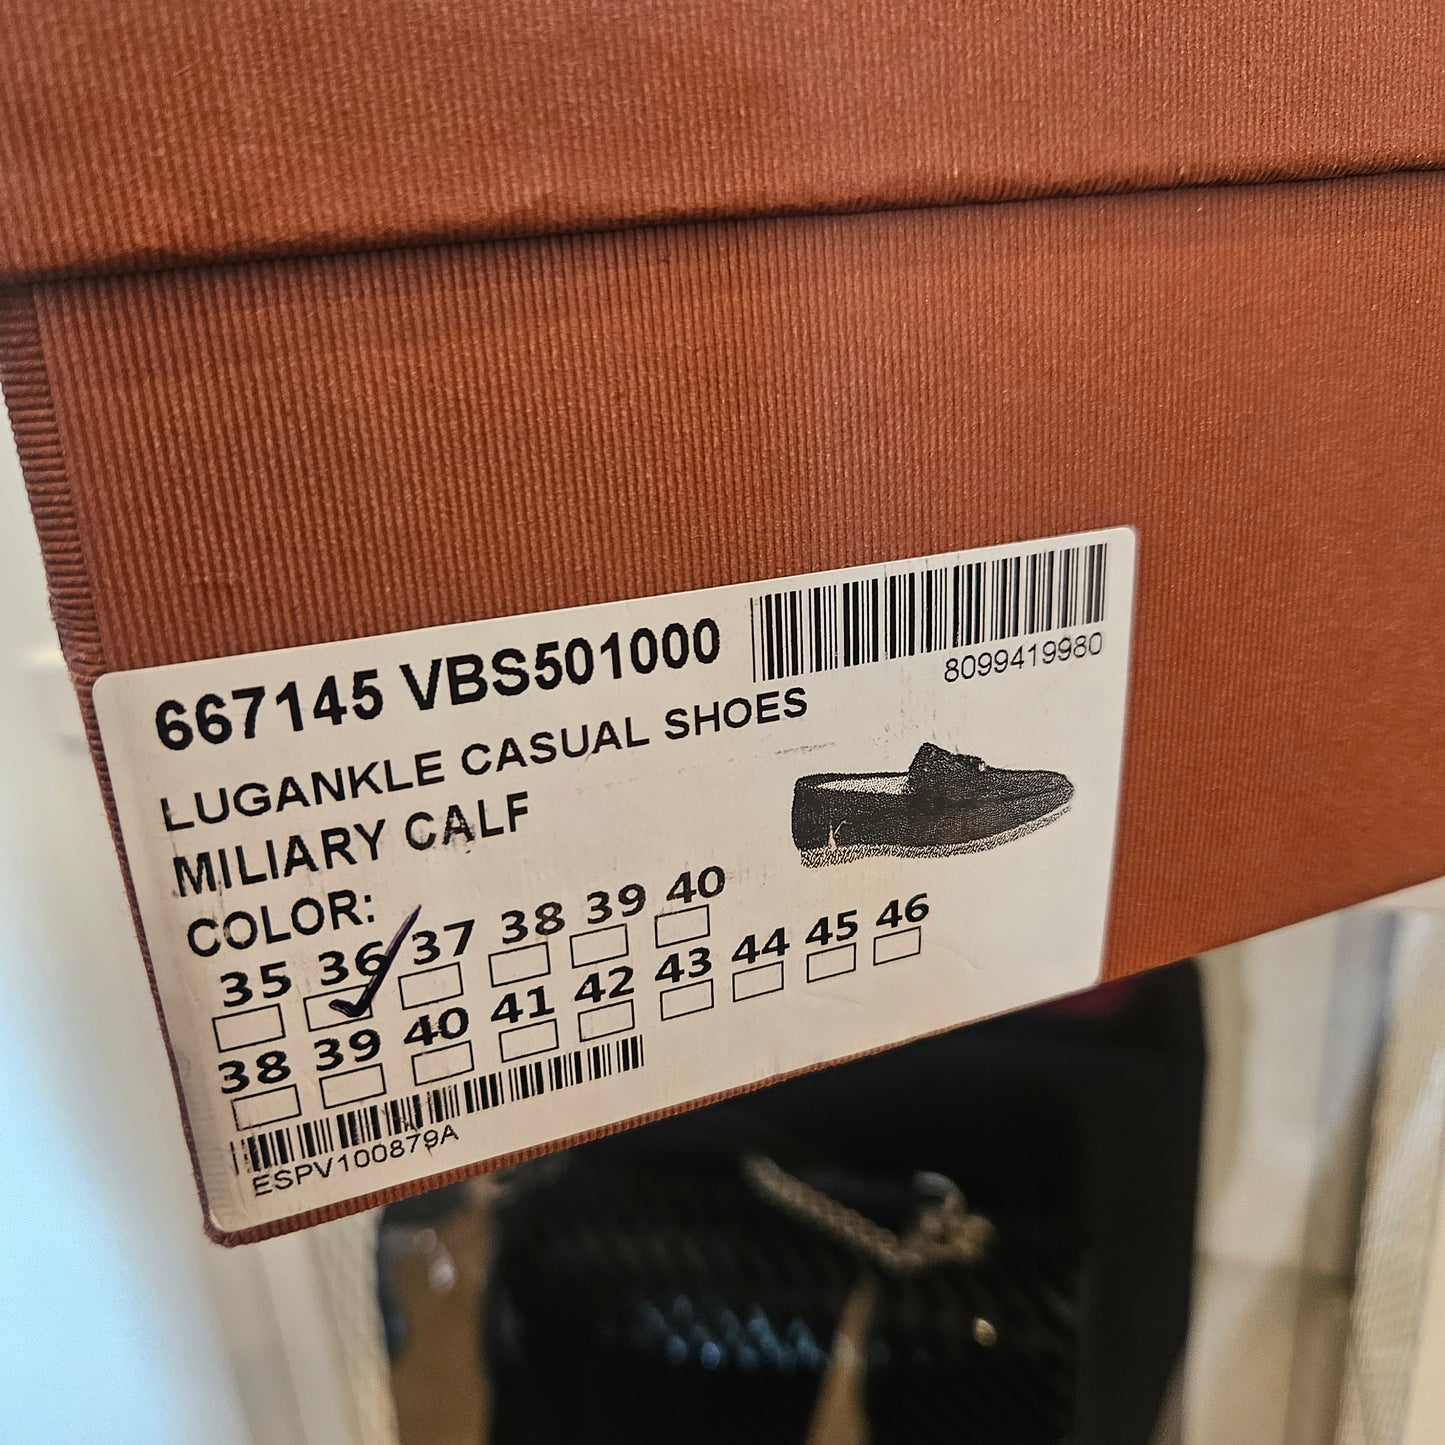 667145 VBS501000
8099419980
LUGANKLE CASUAL SHOES
MILIARY CALF
COLOR:
35 36 37 38 39 40
38 39 40 41 42 43 44 45 46
ESPV100879A